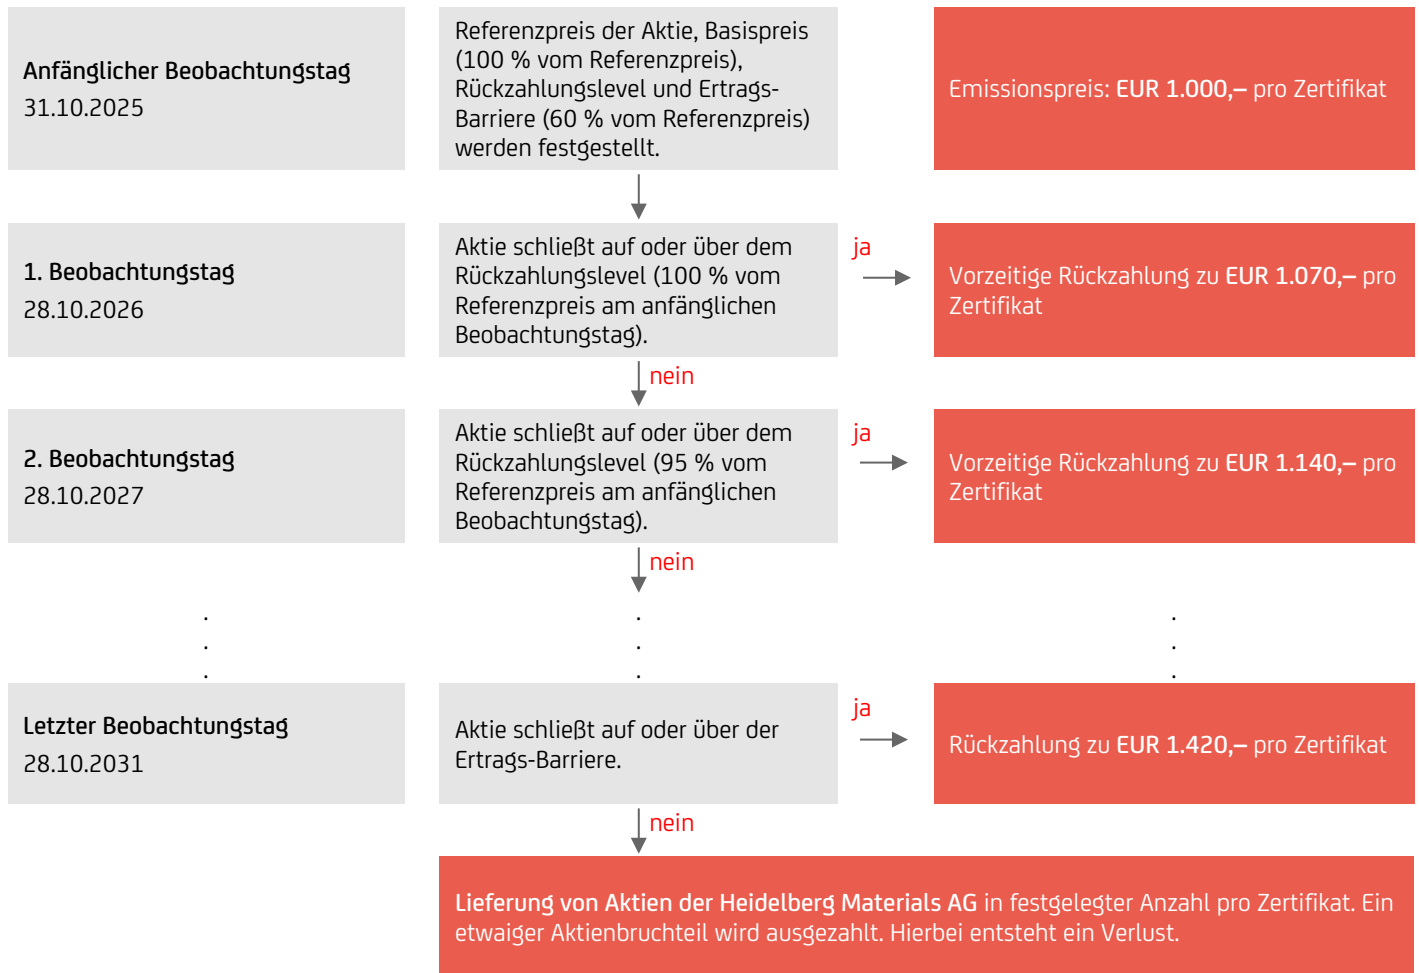 Anfänglicher Beobachtungstag
31.10.2025
Referenzpreis der Aktie, Basispreis
(100 % vom Referenzpreis),
Rückzahlungslevel und Ertrags-
Barriere (60 % vom Referenzpreis)
werden festgestellt.
Emissionspreis: EUR 1.000,– pro Zertifikat
1. Beobachtungstag
28.10.2026
Aktie schließt auf oder über dem
Rückzahlungslevel (100 % vom
Referenzpreis am anfänglichen
Beobachtungstag).
ja
Vorzeitige Rückzahlung zu EUR 1.070,– pro
Zertifikat
nein
2. Beobachtungstag
28.10.2027
Aktie schließt auf oder über dem
Rückzahlungslevel (95 % vom
Referenzpreis am anfänglichen
Beobachtungstag).
ja
Vorzeitige Rückzahlung zu EUR 1.140,– pro
Zertifikat
nein
. . .
. . .
. . .
Letzter Beobachtungstag
28.10.2031
Aktie schließt auf oder über der
Ertrags-Barriere.
ja
Rückzahlung zu EUR 1.420,– pro Zertifikat
nein
Lieferung von Aktien der Heidelberg Materials AG in festgelegter Anzahl pro Zertifikat. Ein
etwaiger Aktienbruchteil wird ausgezahlt. Hierbei entsteht ein Verlust.